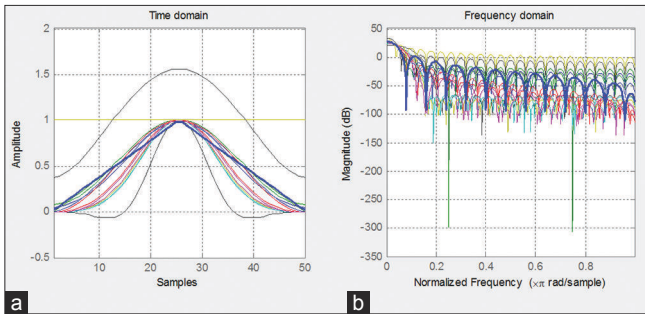 Time domain
2
1.5
1
0.5
0
-0.5
Amplitude
10 20 30 40 50
Samples
a
Frequency domain
50
0
-50
-100
-150
-200
-250
-300
-350
Magnitude (dB)
0 0.2 0.4 0.6 0.8
Normalized Frequency (×π rad/sample)
b